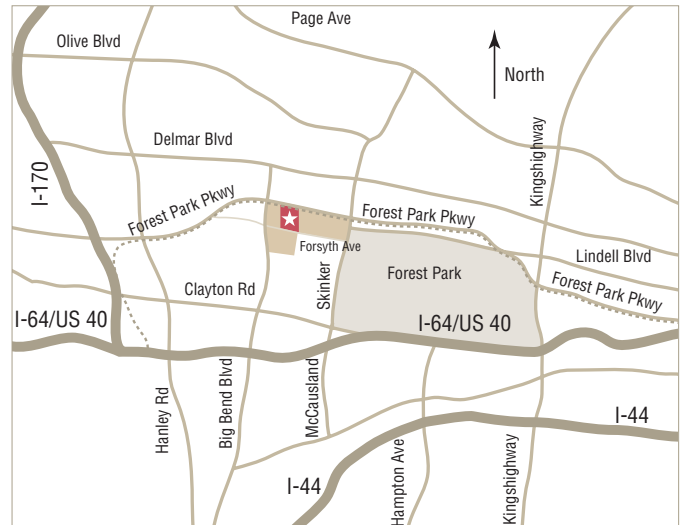 Page Ave
Olive Blvd
North
Delmar Blvd
Kingshighway
I-170
Forest Park Pkwy
Forest Park Pkwy
Forsyth Ave
Lindell Blvd
Forest Park
Skinker
Clayton Rd
Forest Park Pkwy
I-64/US 40
I-64/US 40
Hanley Rd
Big Bend Blvd
McCausland
I-44
I-44
Hampton Ave
Kingshighway